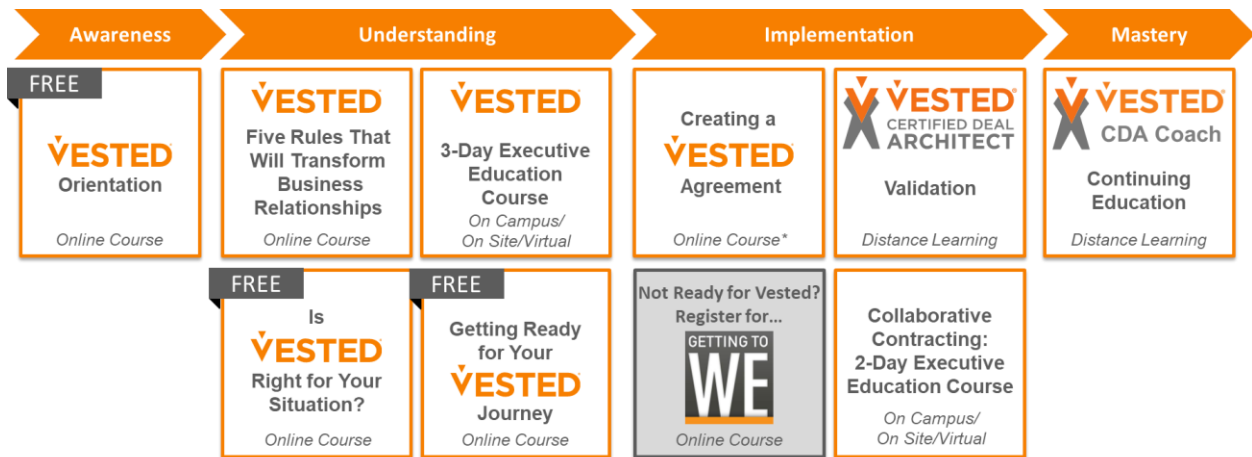 Awareness
Understanding
Implementation
Mastery
FREE
VESTED®
Orientation
Online Course
VESTED®
Five Rules That
Will Transform
Business
Relationships
Online Course
VESTED®
3-Day Executive
Education
Course
On Campus/
On Site/Virtual
Creating a
VESTED®
Agreement
Online Course*
VESTED®
CERTIFIED DEAL
ARCHITECT
Validation
Distance Learning
VESTED®
CDA Coach
Continuing
Education
Distance Learning
FREE
Is
VESTED®
Right for Your
Situation?
Online Course
FREE
Getting Ready
for Your
VESTED®
Journey
Online Course
Not Ready for Vested?
Register for...
GETTING TO
WE
Online Course
Collaborative
Contracting:
2-Day Executive
Education Course
On Campus/
On Site/Virtual